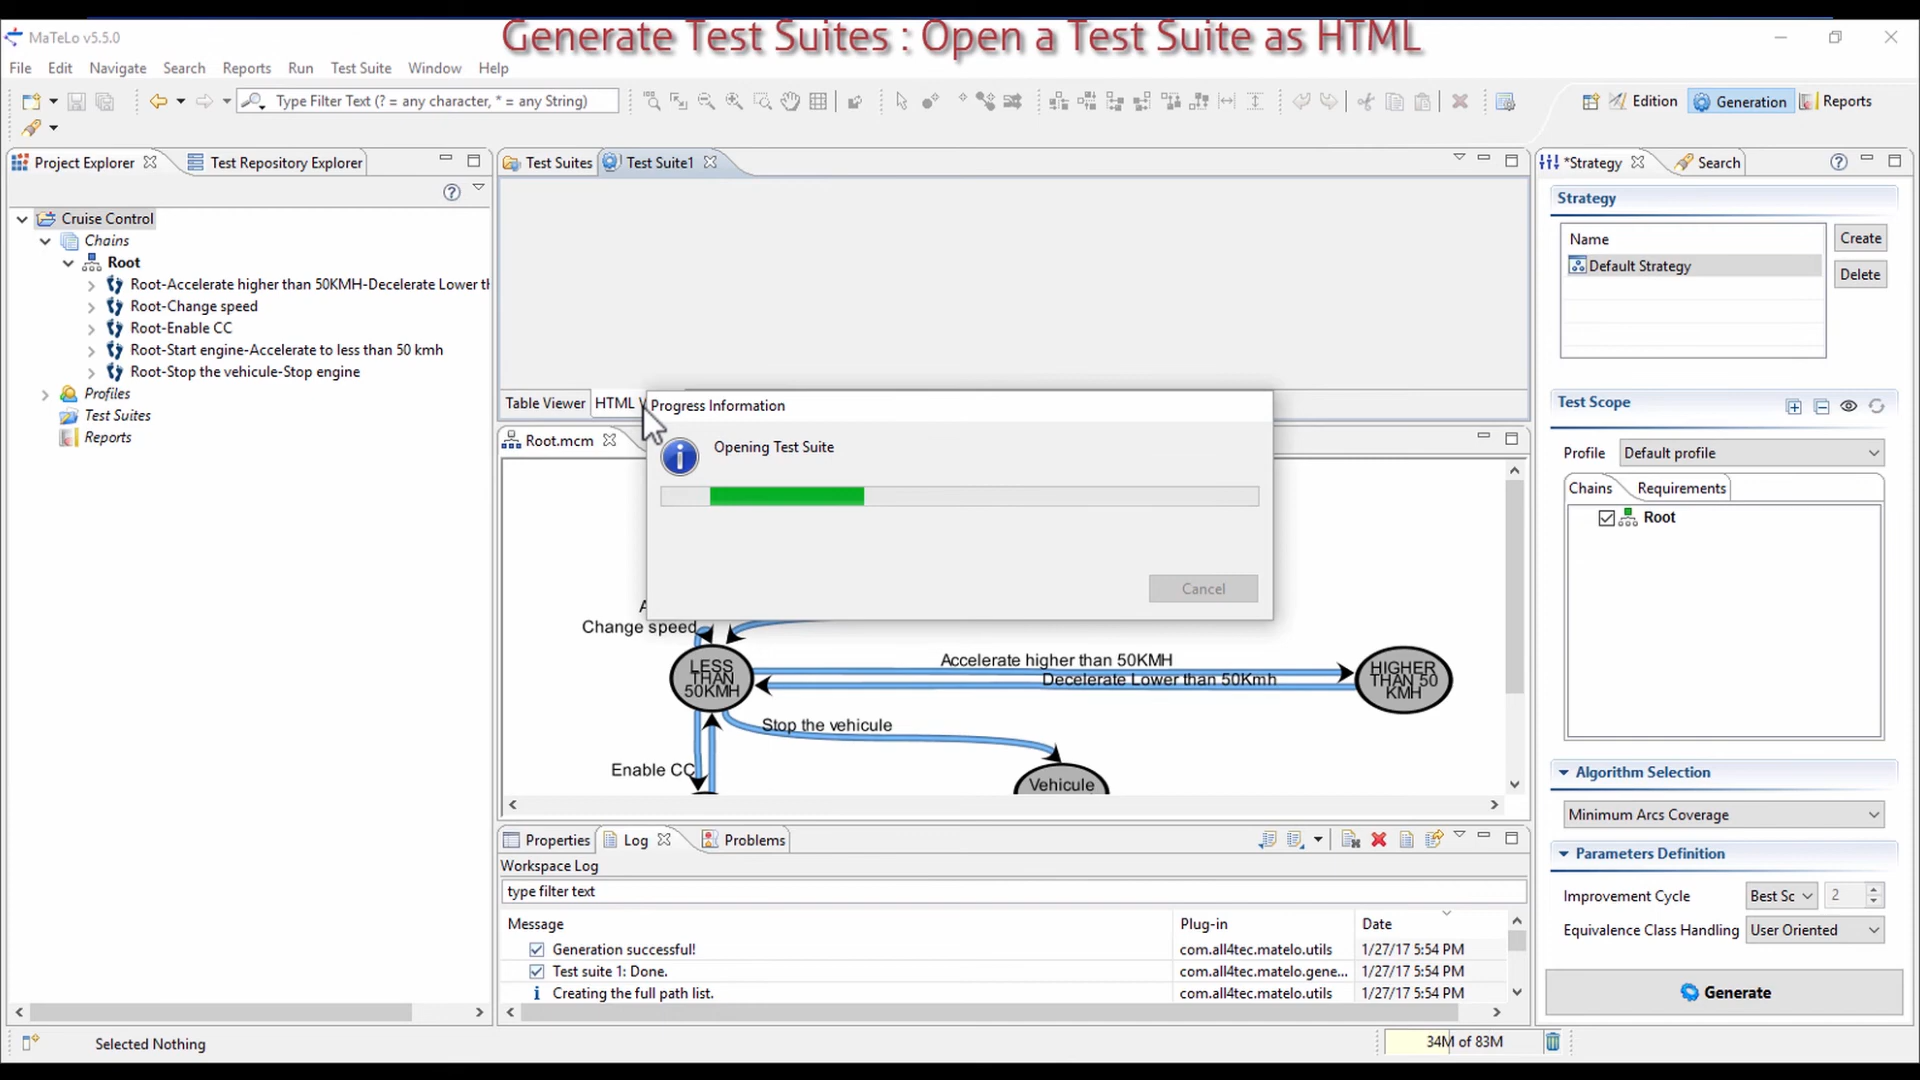 Generate Test Suites : Open a Test Suite as HTML
MaTeLo v5.5.0
File Edit Navigate Search Reports Run Test Suite Window Help
Type Filter Text (? = any character, * = any String)
Edition Generation Reports
Project Explorer Test Repository Explorer
Cruise Control
Chains
Root
Root-Accelerate higher than 50KMH-Decelerate Lower
Root-Change speed
Root-Enable CC
Root-Start engine-Accelerate to less than 50 kmh
Root-Stop the vehicule-Stop engine
Profiles
Test Suites
Reports
Test Suites Test Suite1
Table Viewer HTML
Progress Information
Opening Test Suite
Cancel
Root.mcm
Change speed
LESS
THAN
50KMH
Accelerate higher than 50KMH
Decelerate Lower than 50Kmh
HIGHER
THAN 50
KMH
Stop the vehicule
Enable CC
Vehicule
Properties Log Problems
Workspace Log
type filter text
Message Plug-in Date
Generation successful! com.all4tec.matelo.utils 1/27/17 5:54 PM
Test suite 1: Done. com.all4tec.matelo.gene... 1/27/17 5:54 PM
Creating the full path list. com.all4tec.matelo.utils 1/27/17 5:54 PM
*Strategy Search
Strategy
Name
Default Strategy
Create
Delete
Test Scope
Profile Default profile
Chains Requirements
Root
Algorithm Selection
Minimum Arcs Coverage
Parameters Definition
Improvement Cycle Best Sc 2
Equivalence Class Handling User Oriented
Generate
Selected Nothing
34M of 83M